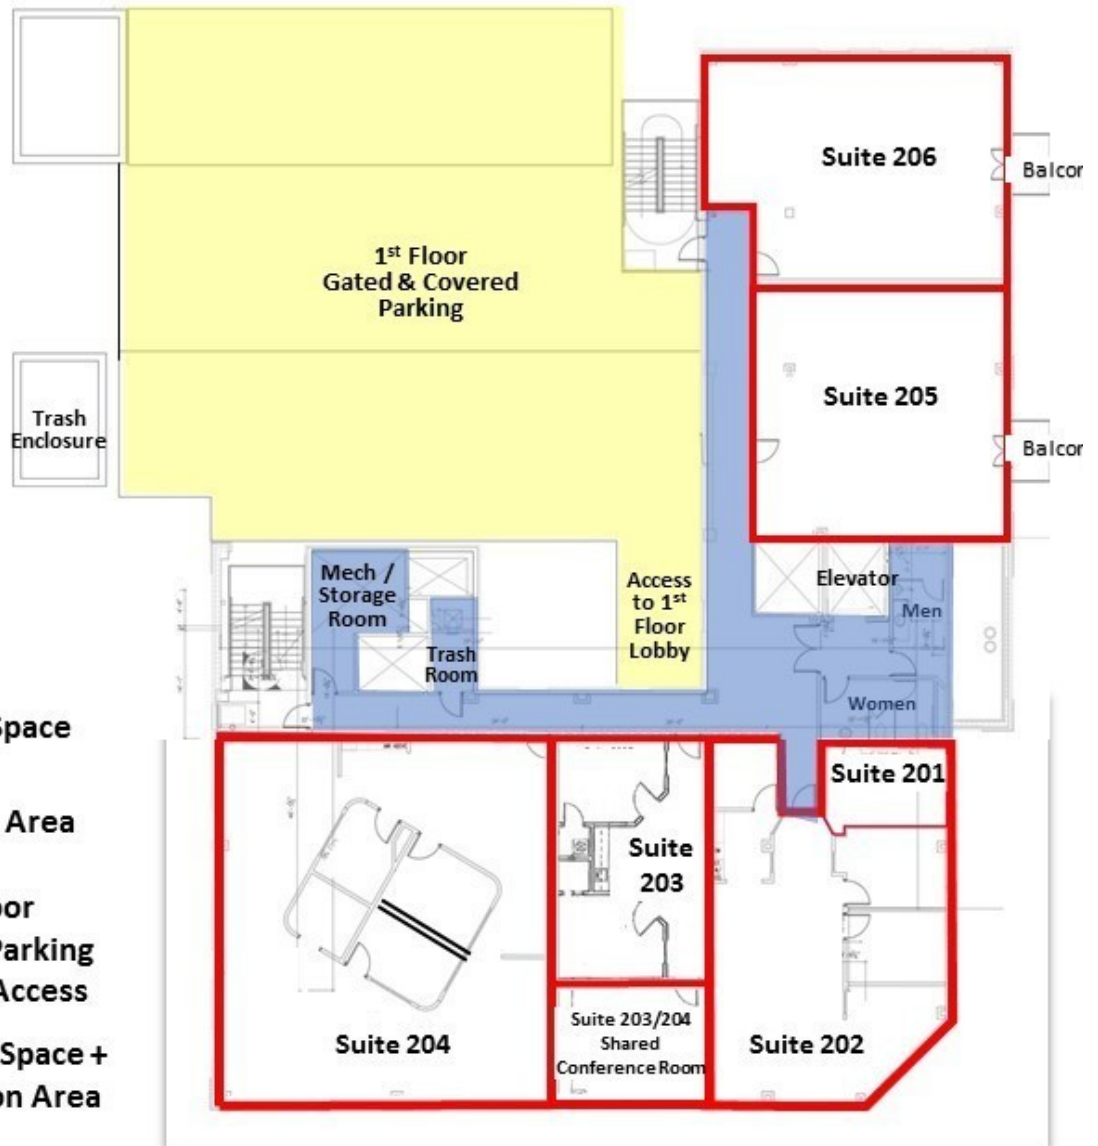 Suite 206
Balcor
1st Floor
Gated & Covered
Parking
Suite 205
Balcor
Trash
Enclosure
Mech /
Storage
Room
Trash
Room
Access
to 1st
Floor
Lobby
Elevator
Men
Women
Space
Area
oor
Parking
Access
Space +
on Area
Suite 201
Suite
203
Suite 204
Suite 203/204
Shared
Conference Room
Suite 202